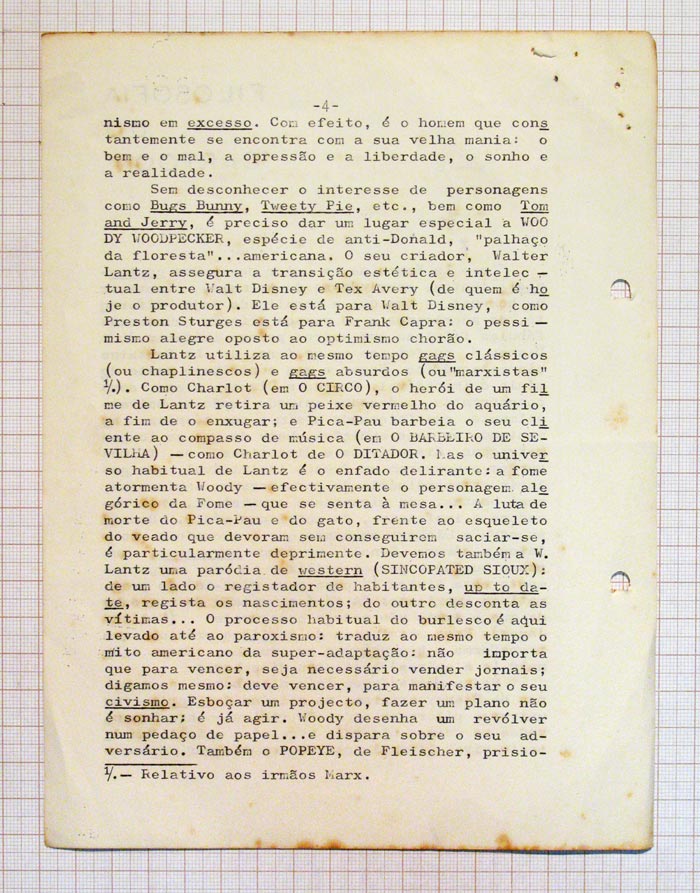 -4-
nismo em excesso. Com efeito, é o homem que cons
tantemente se encontra com a sua velha mania: o
bem e o mal, a opressão e a liberdade, o sonho e
a realidade.
Sem desconhecer o interesse de personagens
como Bugs Bunny, Tweety Pie, etc., bem como Tom
and Jerry, é preciso dar um lugar especial a WOO
DY WOODPECKER, espécie de anti-Donald, "palhaço
da floresta"...americana. O seu criador, Walter
Lantz, assegura a transição estética e intelec -
tual entre Walt Disney e Tex Avery (de quem é ho
je o produtor). Ele está para Walt Disney, como
Preston Sturges está para Frank Capra: o pessi -
mismo alegre oposto ao optimismo chorão.
Lantz utiliza ao mesmo tempo gags clássicos
(ou chaplinescos) e gags absurdos (ou "marxistas"
1/.). Como Charlot (em O CIRCO), o herói de um fil
me de Lantz retira um peixe vermelho do aquário,
a fim de o enxugar; e Pica-Pau barbeia o seu cli
ente ao compasso de música (em O BARBEIRO DE SE-
VILHA) - como Charlot de O DITADOR. Mas o univer
so habitual de Lantz é o enfado delirante: a fome
atormenta Woody - efectivamente o personagem ale
górico da Fome - que se senta à mesa... A luta de
morte do Pica-Pau e do gato, frente ao esqueleto
do veado que devoram sem conseguirem saciar-se,
é particularmente deprimente. Devemos também a W.
Lantz uma paródia de western (SINCOPATED SIOUX):
de um lado o registador de habitantes, up to da-
te, regista os nascimentos; do outro desconta as
vítimas... O processo habitual do burlesco é aqui
levado até ao paroxismo: traduz ao mesmo tempo o
mito americano da super-adaptação: não importa
que para vencer, seja necessário vender jornais;
digamos mesmo: deve vencer, para manifestar o seu
civismo. Esboçar um projecto, fazer um plano não
é sonhar; é já agir. Woody desenha um revólver
num pedaço de papel...e dispara sobre o seu ad-
versário. Também o POPEYE, de Fleischer, prisio-
1/.- Relativo aos irmãos Marx.